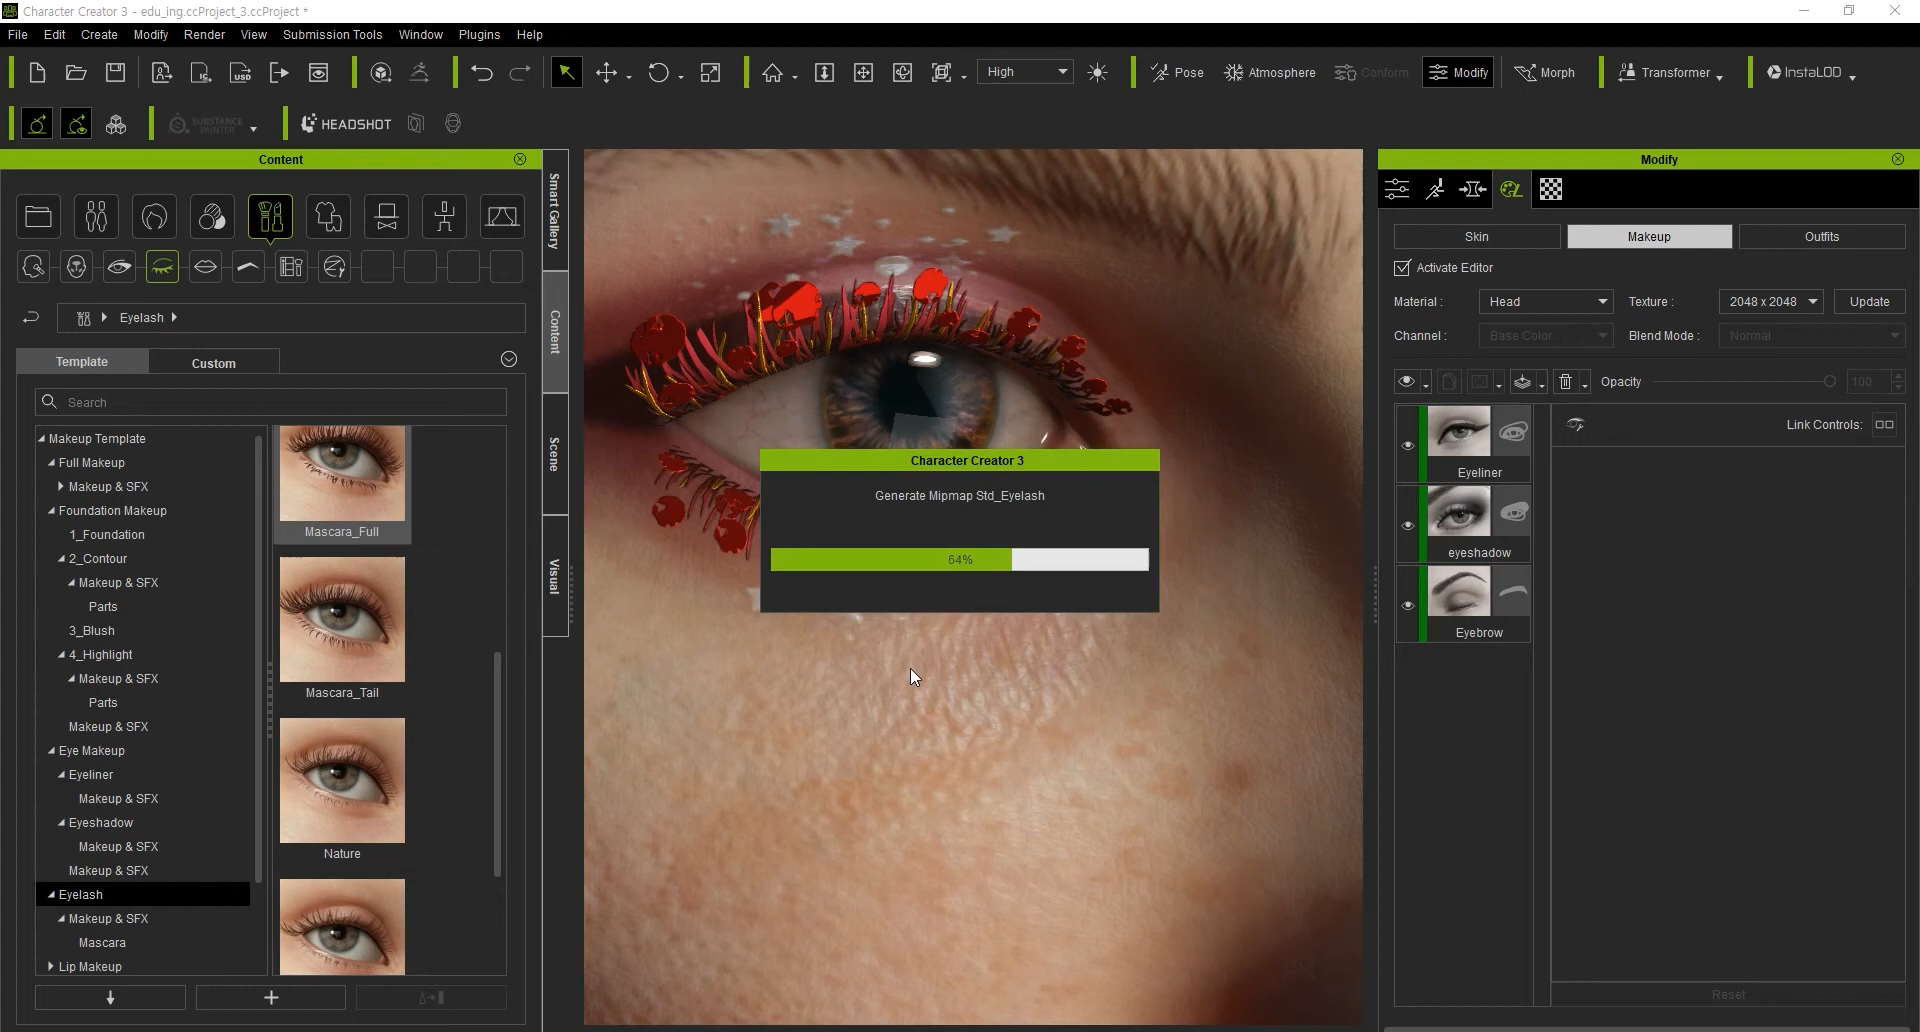 Character Creator 3 - edu_ing.ccProject_3.ccProject *
File Edit Create Modify Render View Submission Tools Window Plugins Help
High Pose Atmosphere Conform Modify Morph Transformer InstaLOD
SUBSTANCE PAINTER HEADSHOT
Content
Smart Gallery
Content
Scene
Visual
Eyelash
Template Custom
Search
Makeup Template
Full Makeup
Makeup & SFX
Foundation Makeup
1_Foundation
2_Contour
Makeup & SFX
Parts
3_Blush
4_Highlight
Makeup & SFX
Parts
Makeup & SFX
Eye Makeup
Eyeliner
Makeup & SFX
Eyeshadow
Makeup & SFX
Makeup & SFX
Eyelash
Makeup & SFX
Mascara
Lip Makeup
Mascara_Full
Mascara_Tail
Nature
Character Creator 3
Generate Mipmap Std_Eyelash
64%
Modify
Skin Makeup Outfits
Activate Editor
Material : Head Texture : 2048 x 2048 Update
Channel : Base Color Blend Mode : Normal
Opacity 100
Eyeliner
eyeshadow
Eyebrow
Link Controls:
Reset